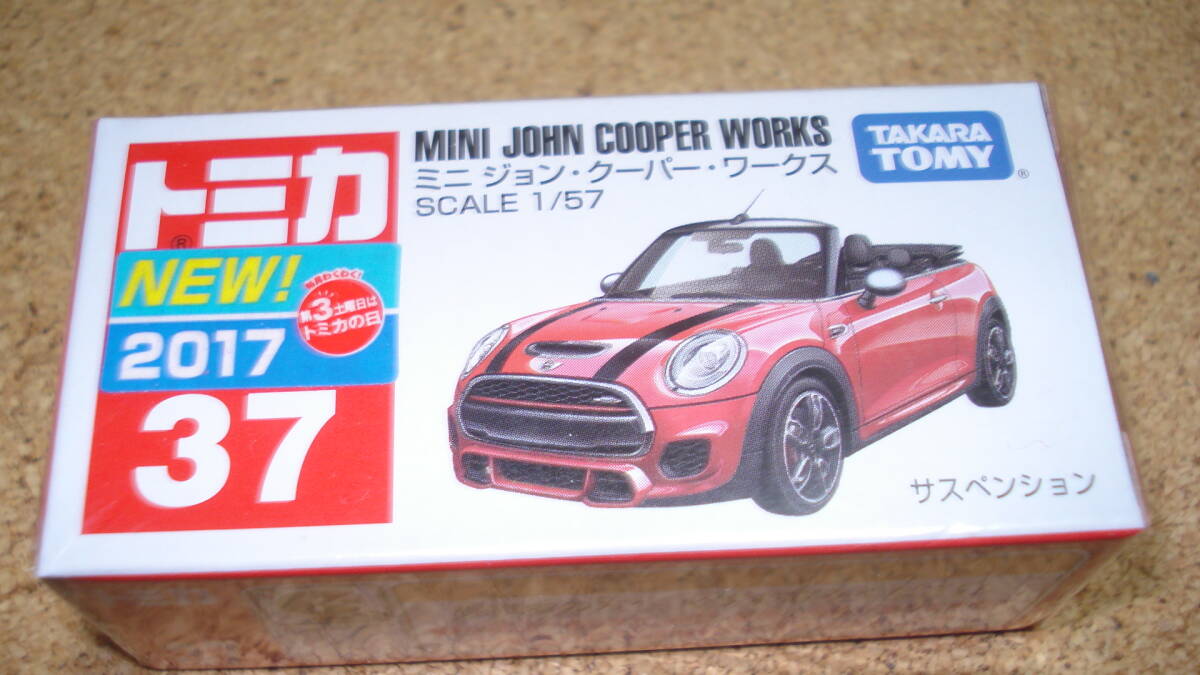 トミカ
®
NEW!
2017
毎月わくわく!
第3土曜日は
トミカの日
37
MINI JOHN COOPER WORKS
ミニ ジョン・クーパー・ワークス
SCALE 1/57
TAKARA
TOMY
®
サスペンション